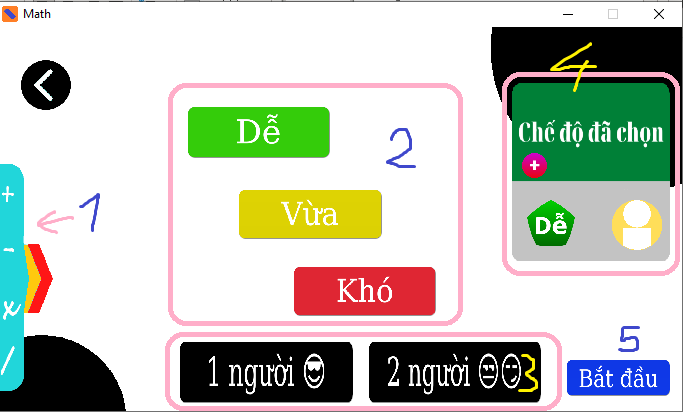 Math
4
Chế độ đã chọn
+
Dễ
Dễ
2
Vừa
Khó
1
+
-
x
/
1 người 😎
2 người 😒😏
3
5
Bắt đầu